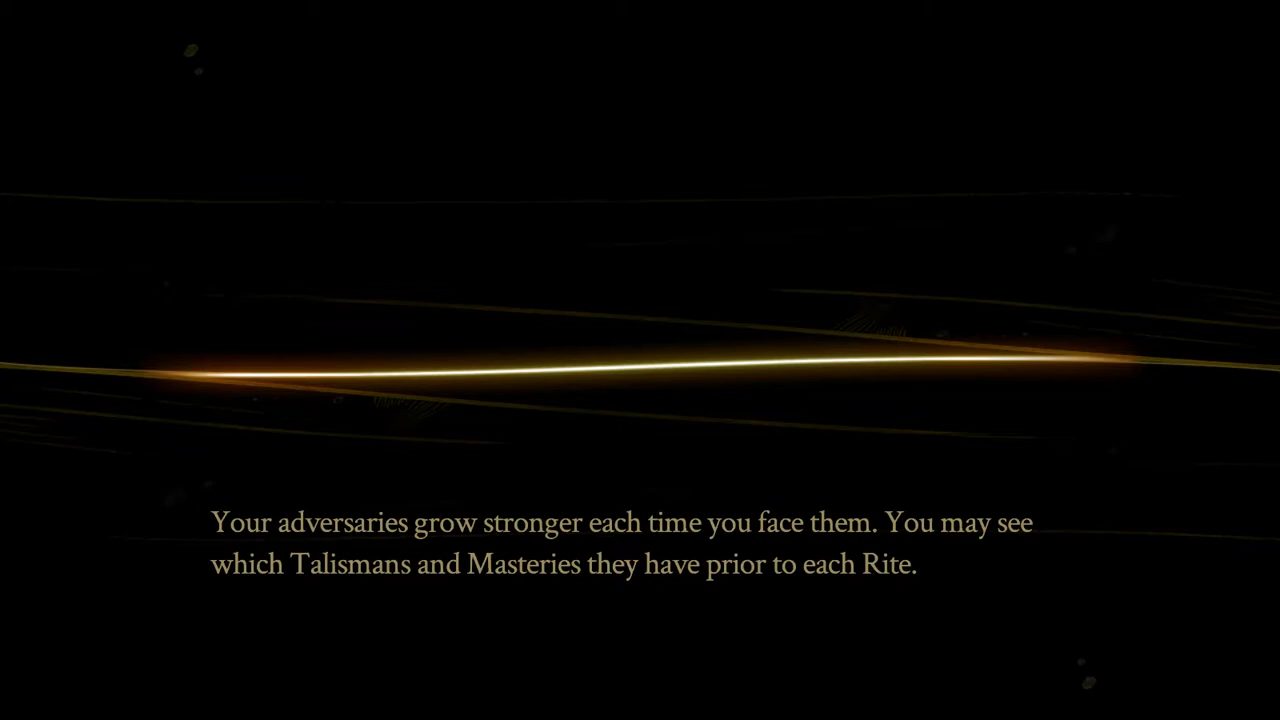 Your adversaries grow stronger each time you face them. You may see
which Talismans and Masteries they have prior to each Rite.